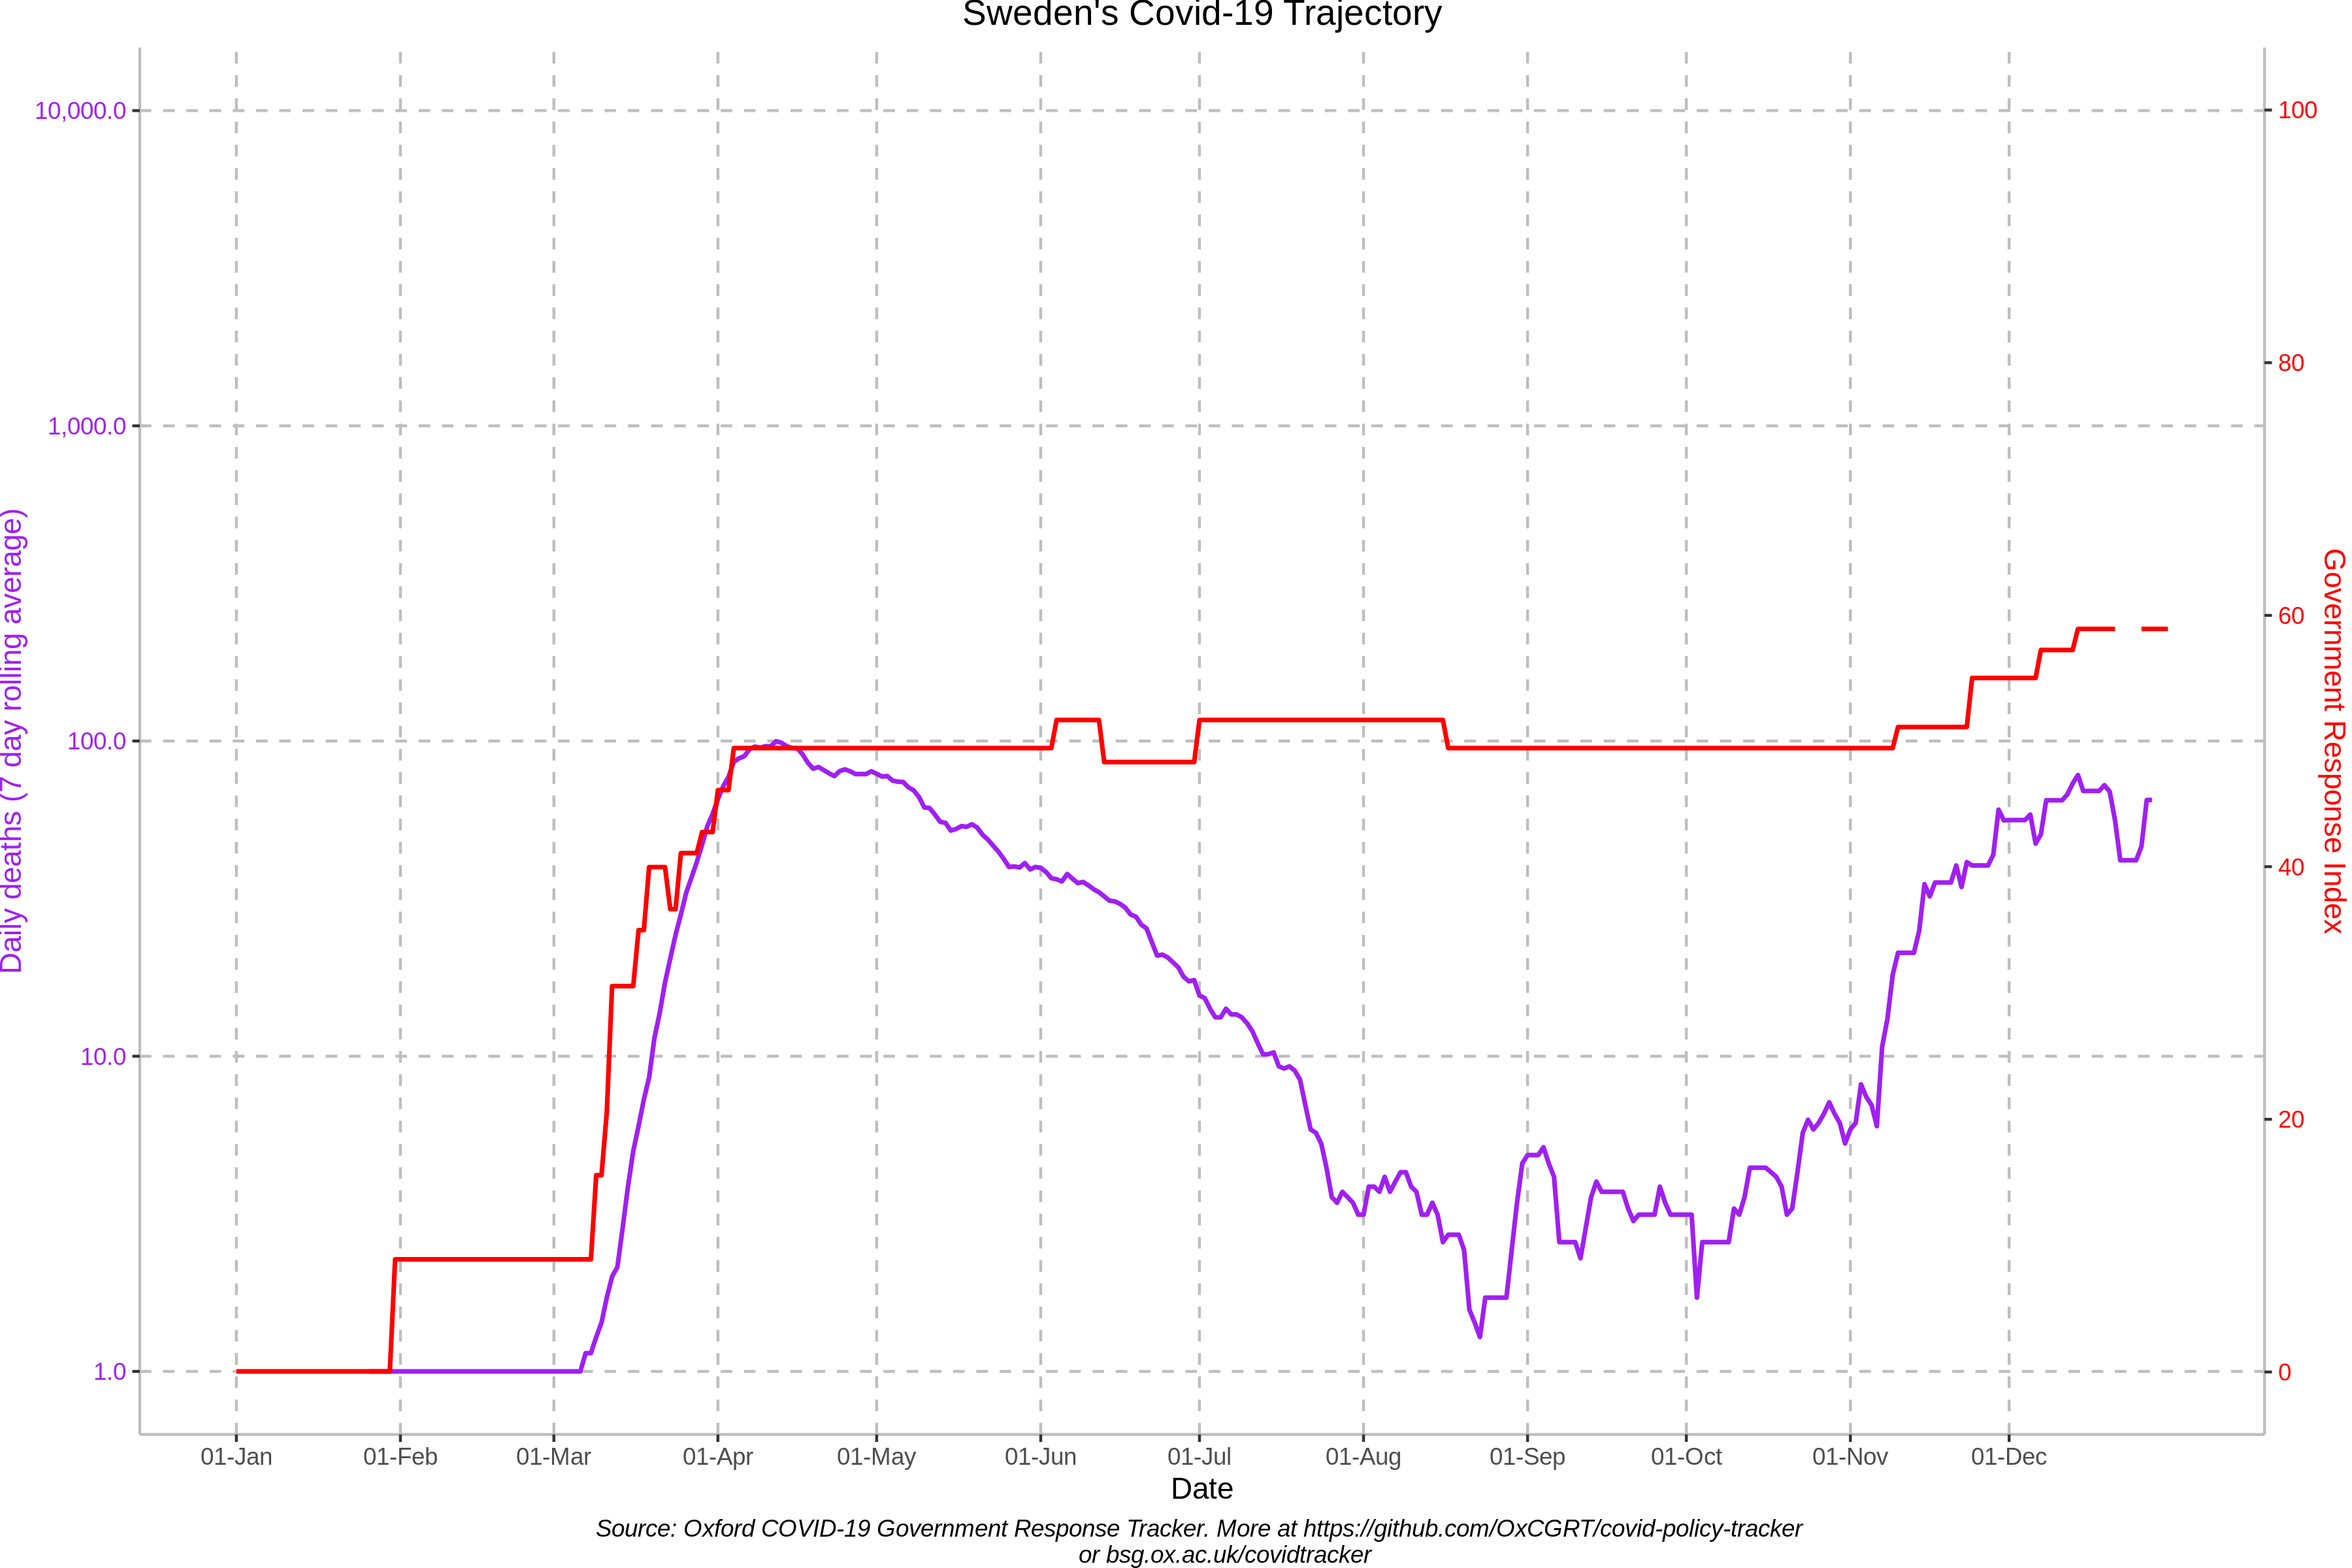 Sweden's Covid-19 Trajectory
10,000.0
1,000.0
100.0
10.0
1.0
Daily deaths (7 day rolling average)
100
80
60
40
20
0
Government Response Index
01-Jan
01-Feb
01-Mar
01-Apr
01-May
01-Jun
01-Jul
01-Aug
01-Sep
01-Oct
01-Nov
01-Dec
Date
Source: Oxford COVID-19 Government Response Tracker. More at https://github.com/OxCGRT/covid-policy-tracker
or bsg.ox.ac.uk/covidtracker